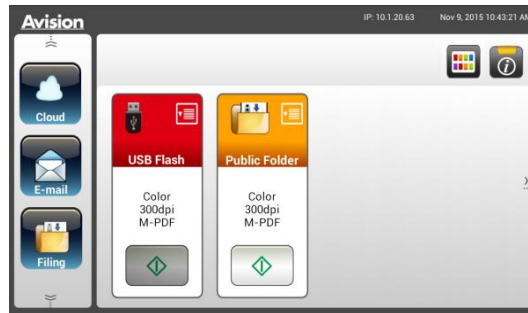 Avision
IP: 10.1.20.63 Nov 9, 2015 10:43:21 AM
Cloud
E-mail
Filing
USB Flash
Color
300dpi
M-PDF
Public Folder
Color
300dpi
M-PDF